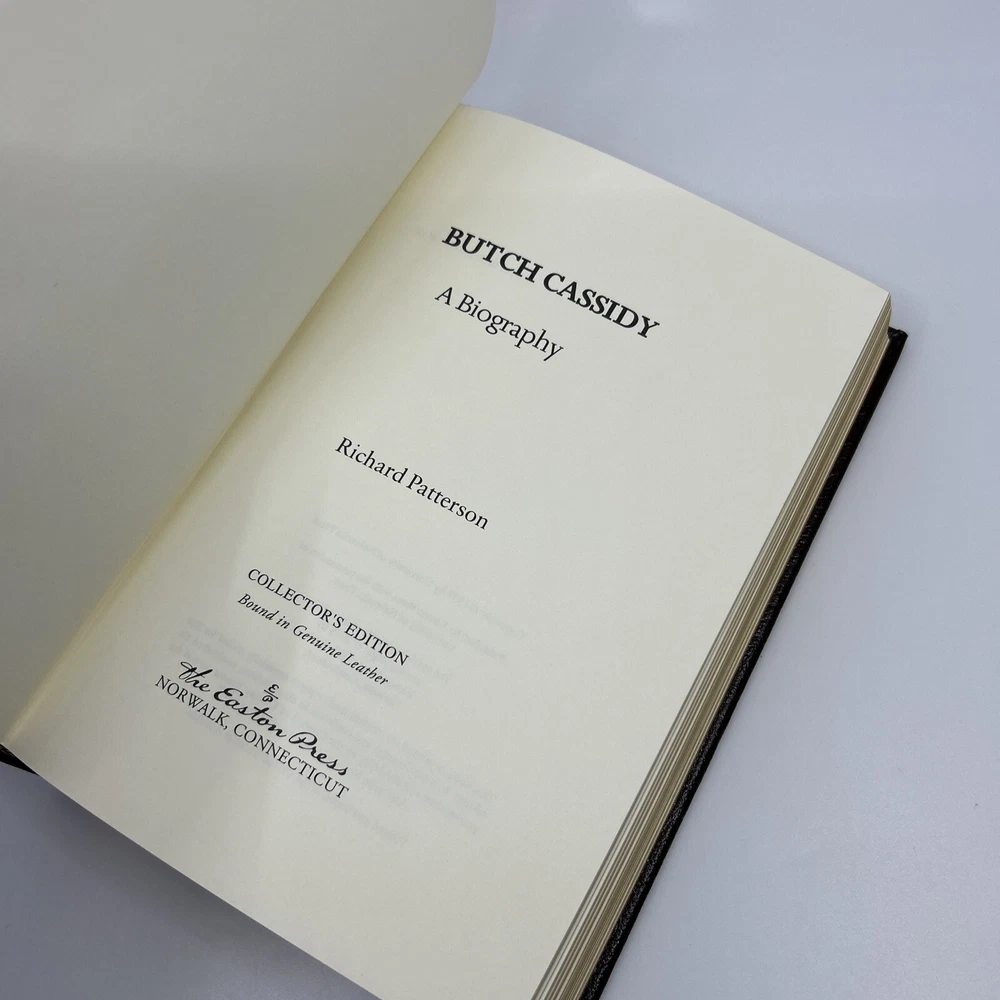 BUTCH CASSIDY
A Biography
Richard Patterson
COLLECTOR'S EDITION
Bound in Genuine Leather
E/P
the Easton Press
NORWALK, CONNECTICUT